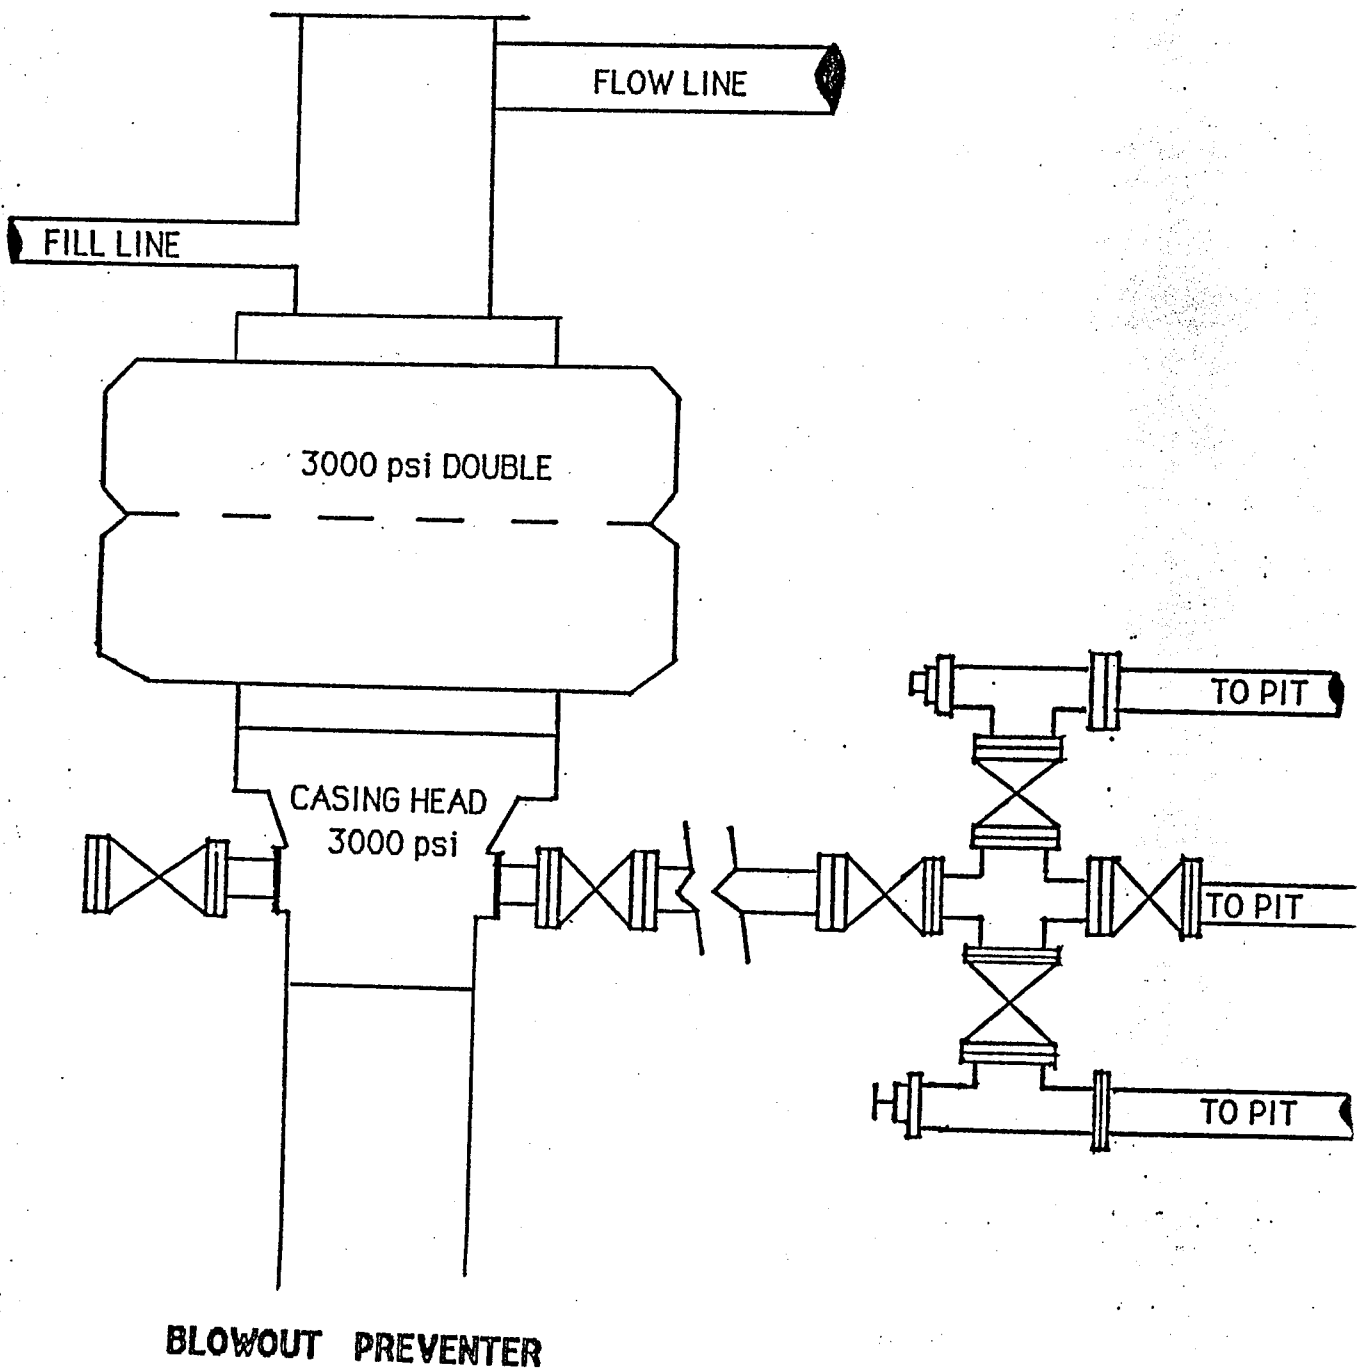 FLOW LINE
FILL LINE
3000 psi DOUBLE
TO PIT
CASING HEAD
3000 psi
TO PIT
TO PIT
BLOWOUT PREVENTER